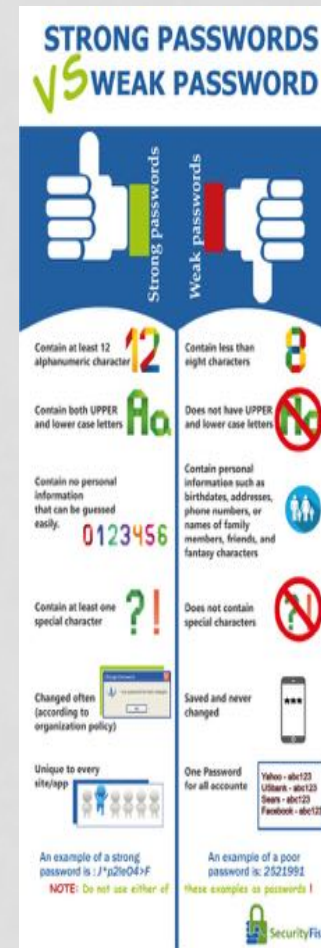 STRONG PASSWORDS
VS WEAK PASSWORD
Strong passwords
Weak passwords
Contain at least 12
alphanumeric character
12
Contain both UPPER
and lower case letters
Aa
Contain no personal
information
that can be guessed
easily.
0123456
Contain at least one
special character
?!
Changed often
(according to
organization policy)
Unique to every
site/app
An example of a strong
password is : J*p2leO4>F
Contain less than
eight characters
8
Does not have UPPER
and lower case letters
Contain personal
information such as
birthdates, addresses,
phone numbers, or
names of family
members, friends, and
fantasy characters
Does not contain
special characters
?!
Saved and never
changed
***
One Password
for all accounte
Yahoo - abc123
USbank - abc123
Sears - abc123
Facebook - abc123
An example of a poor
password is: 2521991
NOTE: Do not use either of these examples as passwords !
SecurityFis